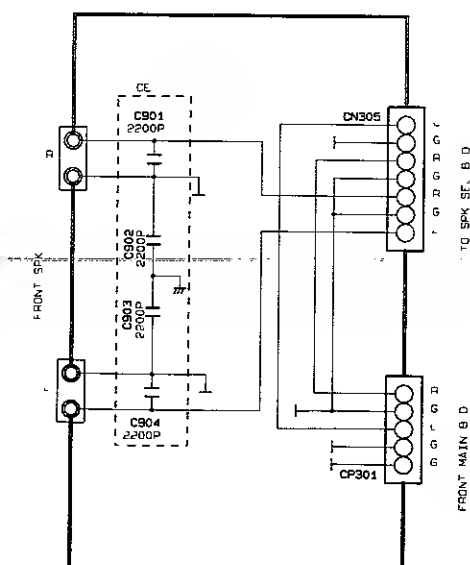 CE
C901
2200P
C902
2200P
C903
2200P
C904
2200P
R
FRONT SPK
CN305
L
G
R
G
R
G
L
TO SPK SEL B D
R
G
L
G
G
CP301
FRONT MAIN B D